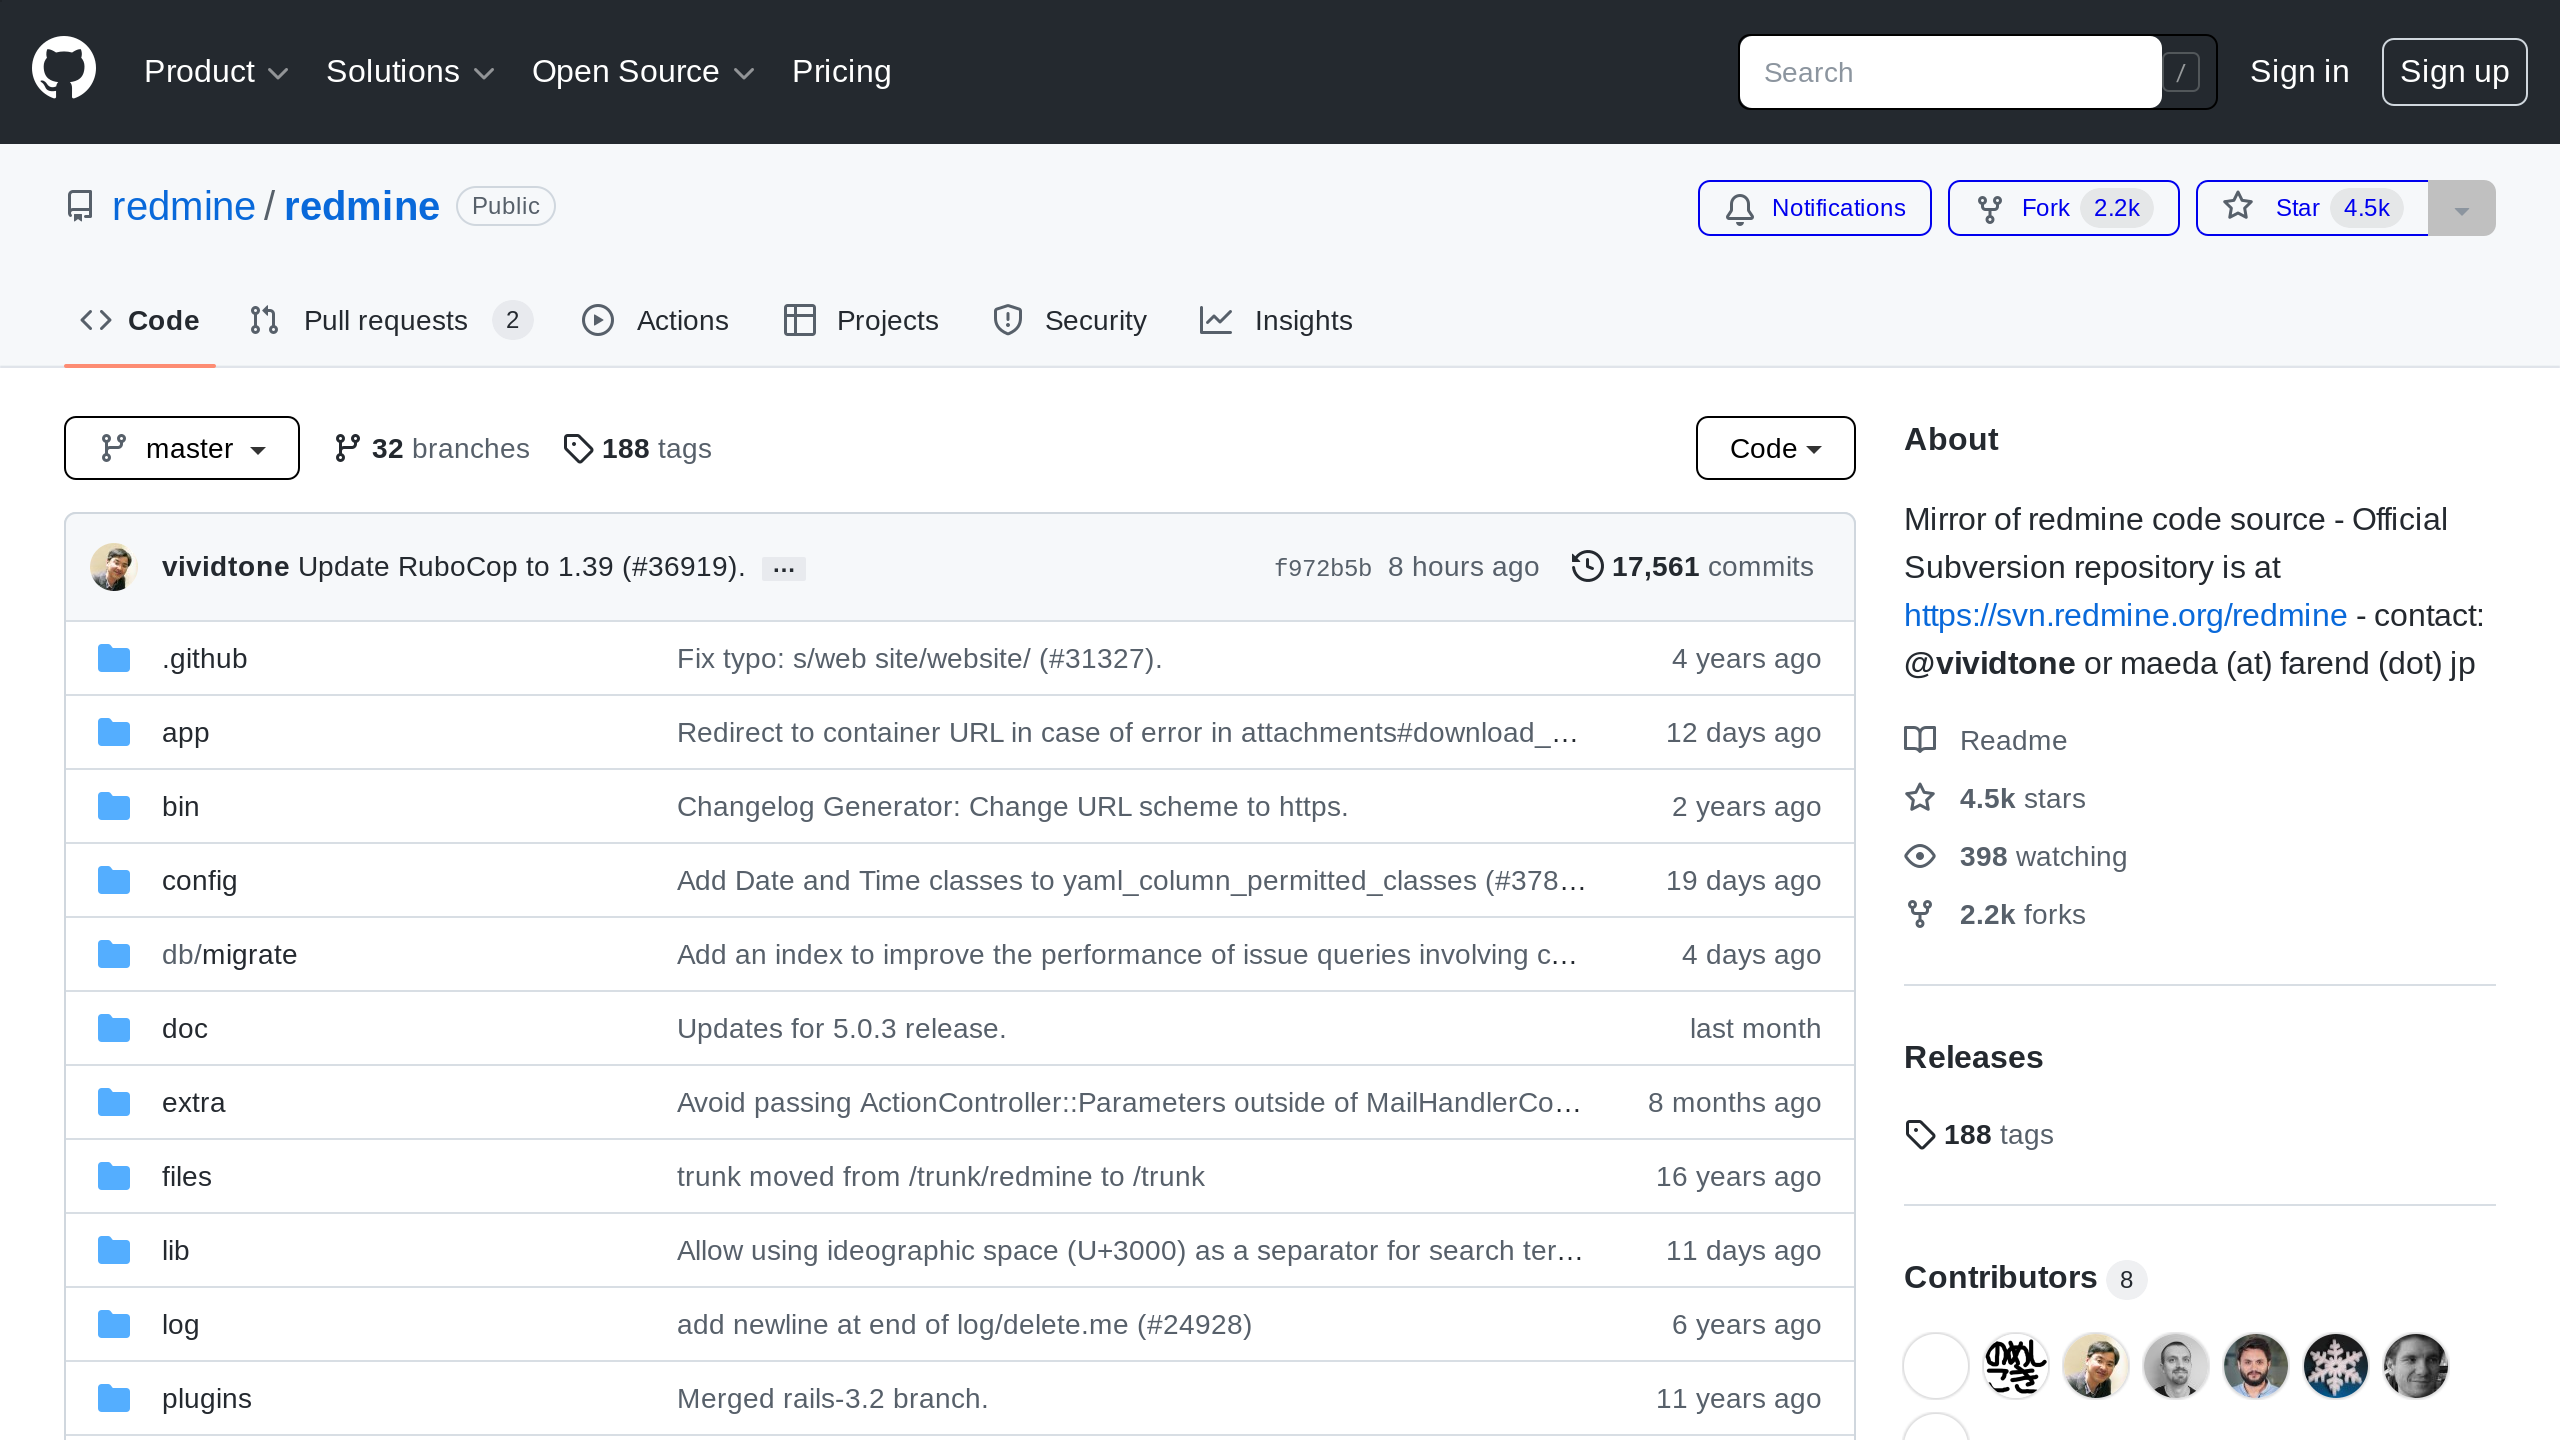 Product Solutions Open Source Pricing Search / Sign in Sign up
redmine / redmine Public Notifications Fork 2.2k Star 4.5k
Code Pull requests 2 Actions Projects Security Insights
master 32 branches 188 tags Code
vividtone Update RuboCop to 1.39 (#36919). … f972b5b 8 hours ago 17,561 commits
.github Fix typo: s/web site/website/ (#31327). 4 years ago
app Redirect to container URL in case of error in attachments#download_… 12 days ago
bin Changelog Generator: Change URL scheme to https. 2 years ago
config Add Date and Time classes to yaml_column_permitted_classes (#378… 19 days ago
db/migrate Add an index to improve the performance of issue queries involving c… 4 days ago
doc Updates for 5.0.3 release. last month
extra Avoid passing ActionController::Parameters outside of MailHandlerCo… 8 months ago
files trunk moved from /trunk/redmine to /trunk 16 years ago
lib Allow using ideographic space (U+3000) as a separator for search ter… 11 days ago
log add newline at end of log/delete.me (#24928) 6 years ago
plugins Merged rails-3.2 branch. 11 years ago
About
Mirror of redmine code source - Official
Subversion repository is at
https://svn.redmine.org/redmine - contact:
@vividtone or maeda (at) farend (dot) jp
Readme
4.5k stars
398 watching
2.2k forks
Releases
188 tags
Contributors 8